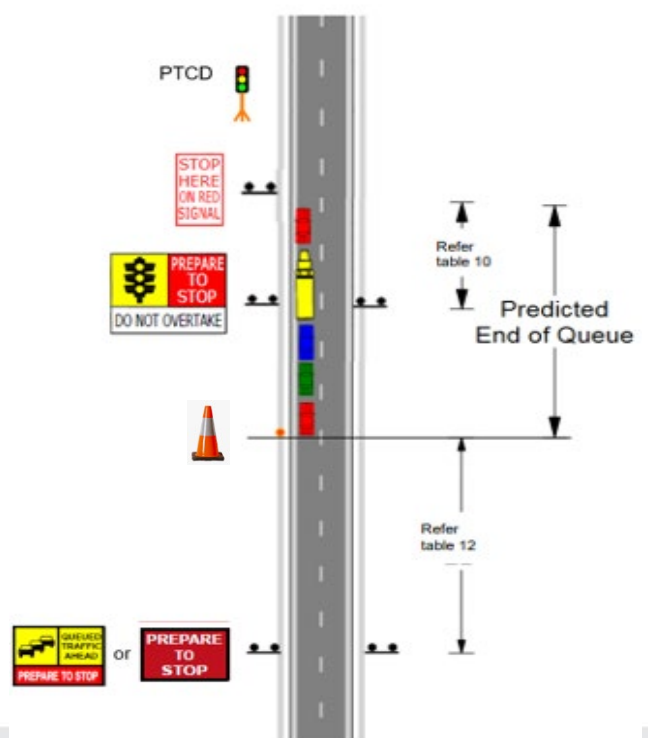 PTCD
STOP
HERE
ON RED
SIGNAL
Refer
table 10
PREPARE
TO
STOP
DO NOT OVERTAKE
Predicted
End of Queue
Refer
table 12
QUEUED
TRAFFIC
AHEAD
PREPARE TO STOP
or
PREPARE
TO
STOP